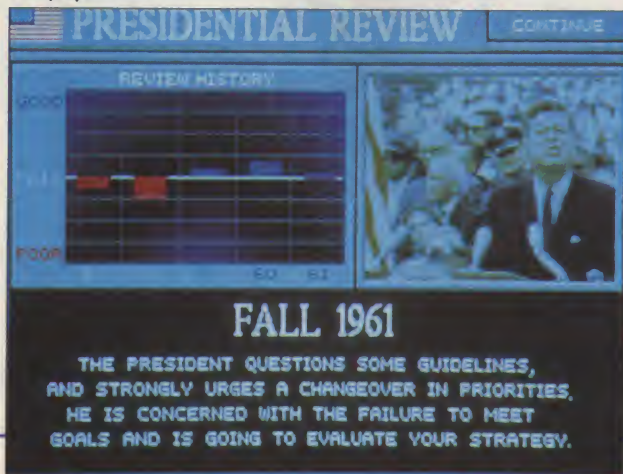 PRESIDENTIAL REVIEW
CONTINUE
REVIEW HISTORY
GOOD
POOR
60 61
FALL 1961
THE PRESIDENT QUESTIONS SOME GUIDELINES,
AND STRONGLY URGES A CHANGEOVER IN PRIORITIES.
HE IS CONCERNED WITH THE FAILURE TO MEET
GOALS AND IS GOING TO EVALUATE YOUR STRATEGY.